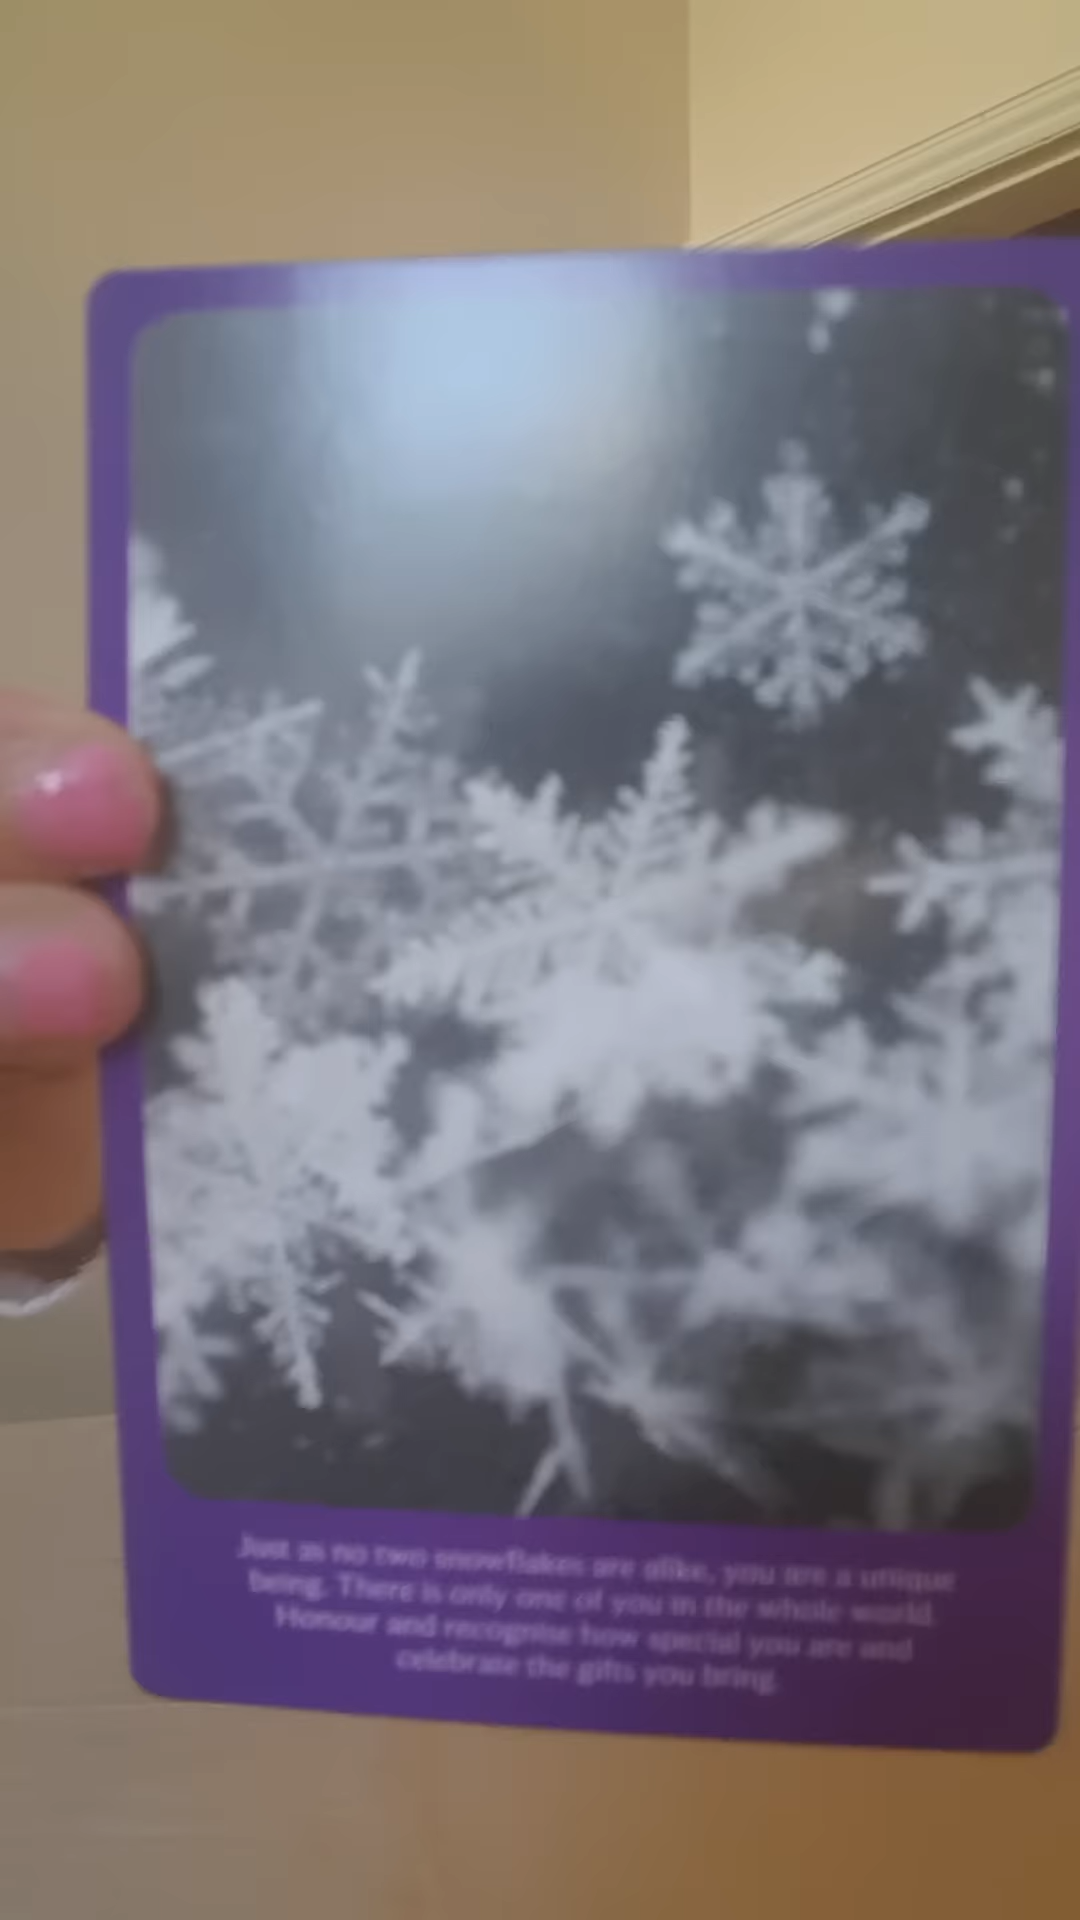 Just as no two snowflakes are alike, you are a unique
being. There is only one of you in the whole world.
Honour and recognise how special you are and
celebrate the gifts you bring.